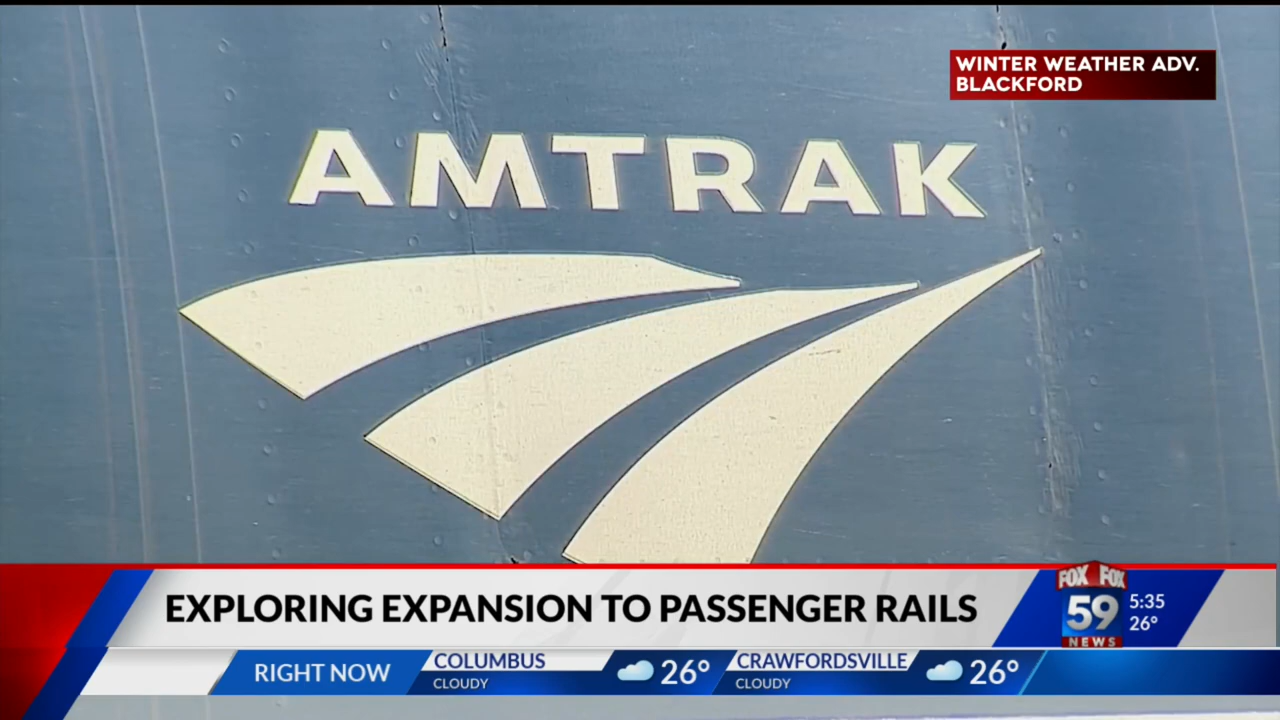 WINTER WEATHER ADV.
BLACKFORD
AMTRAK
EXPLORING EXPANSION TO PASSENGER RAILS
FOX FOX
59
NEWS
5:35
26°
RIGHT NOW
COLUMBUS
CLOUDY
26°
CRAWFORDSVILLE
CLOUDY
26°